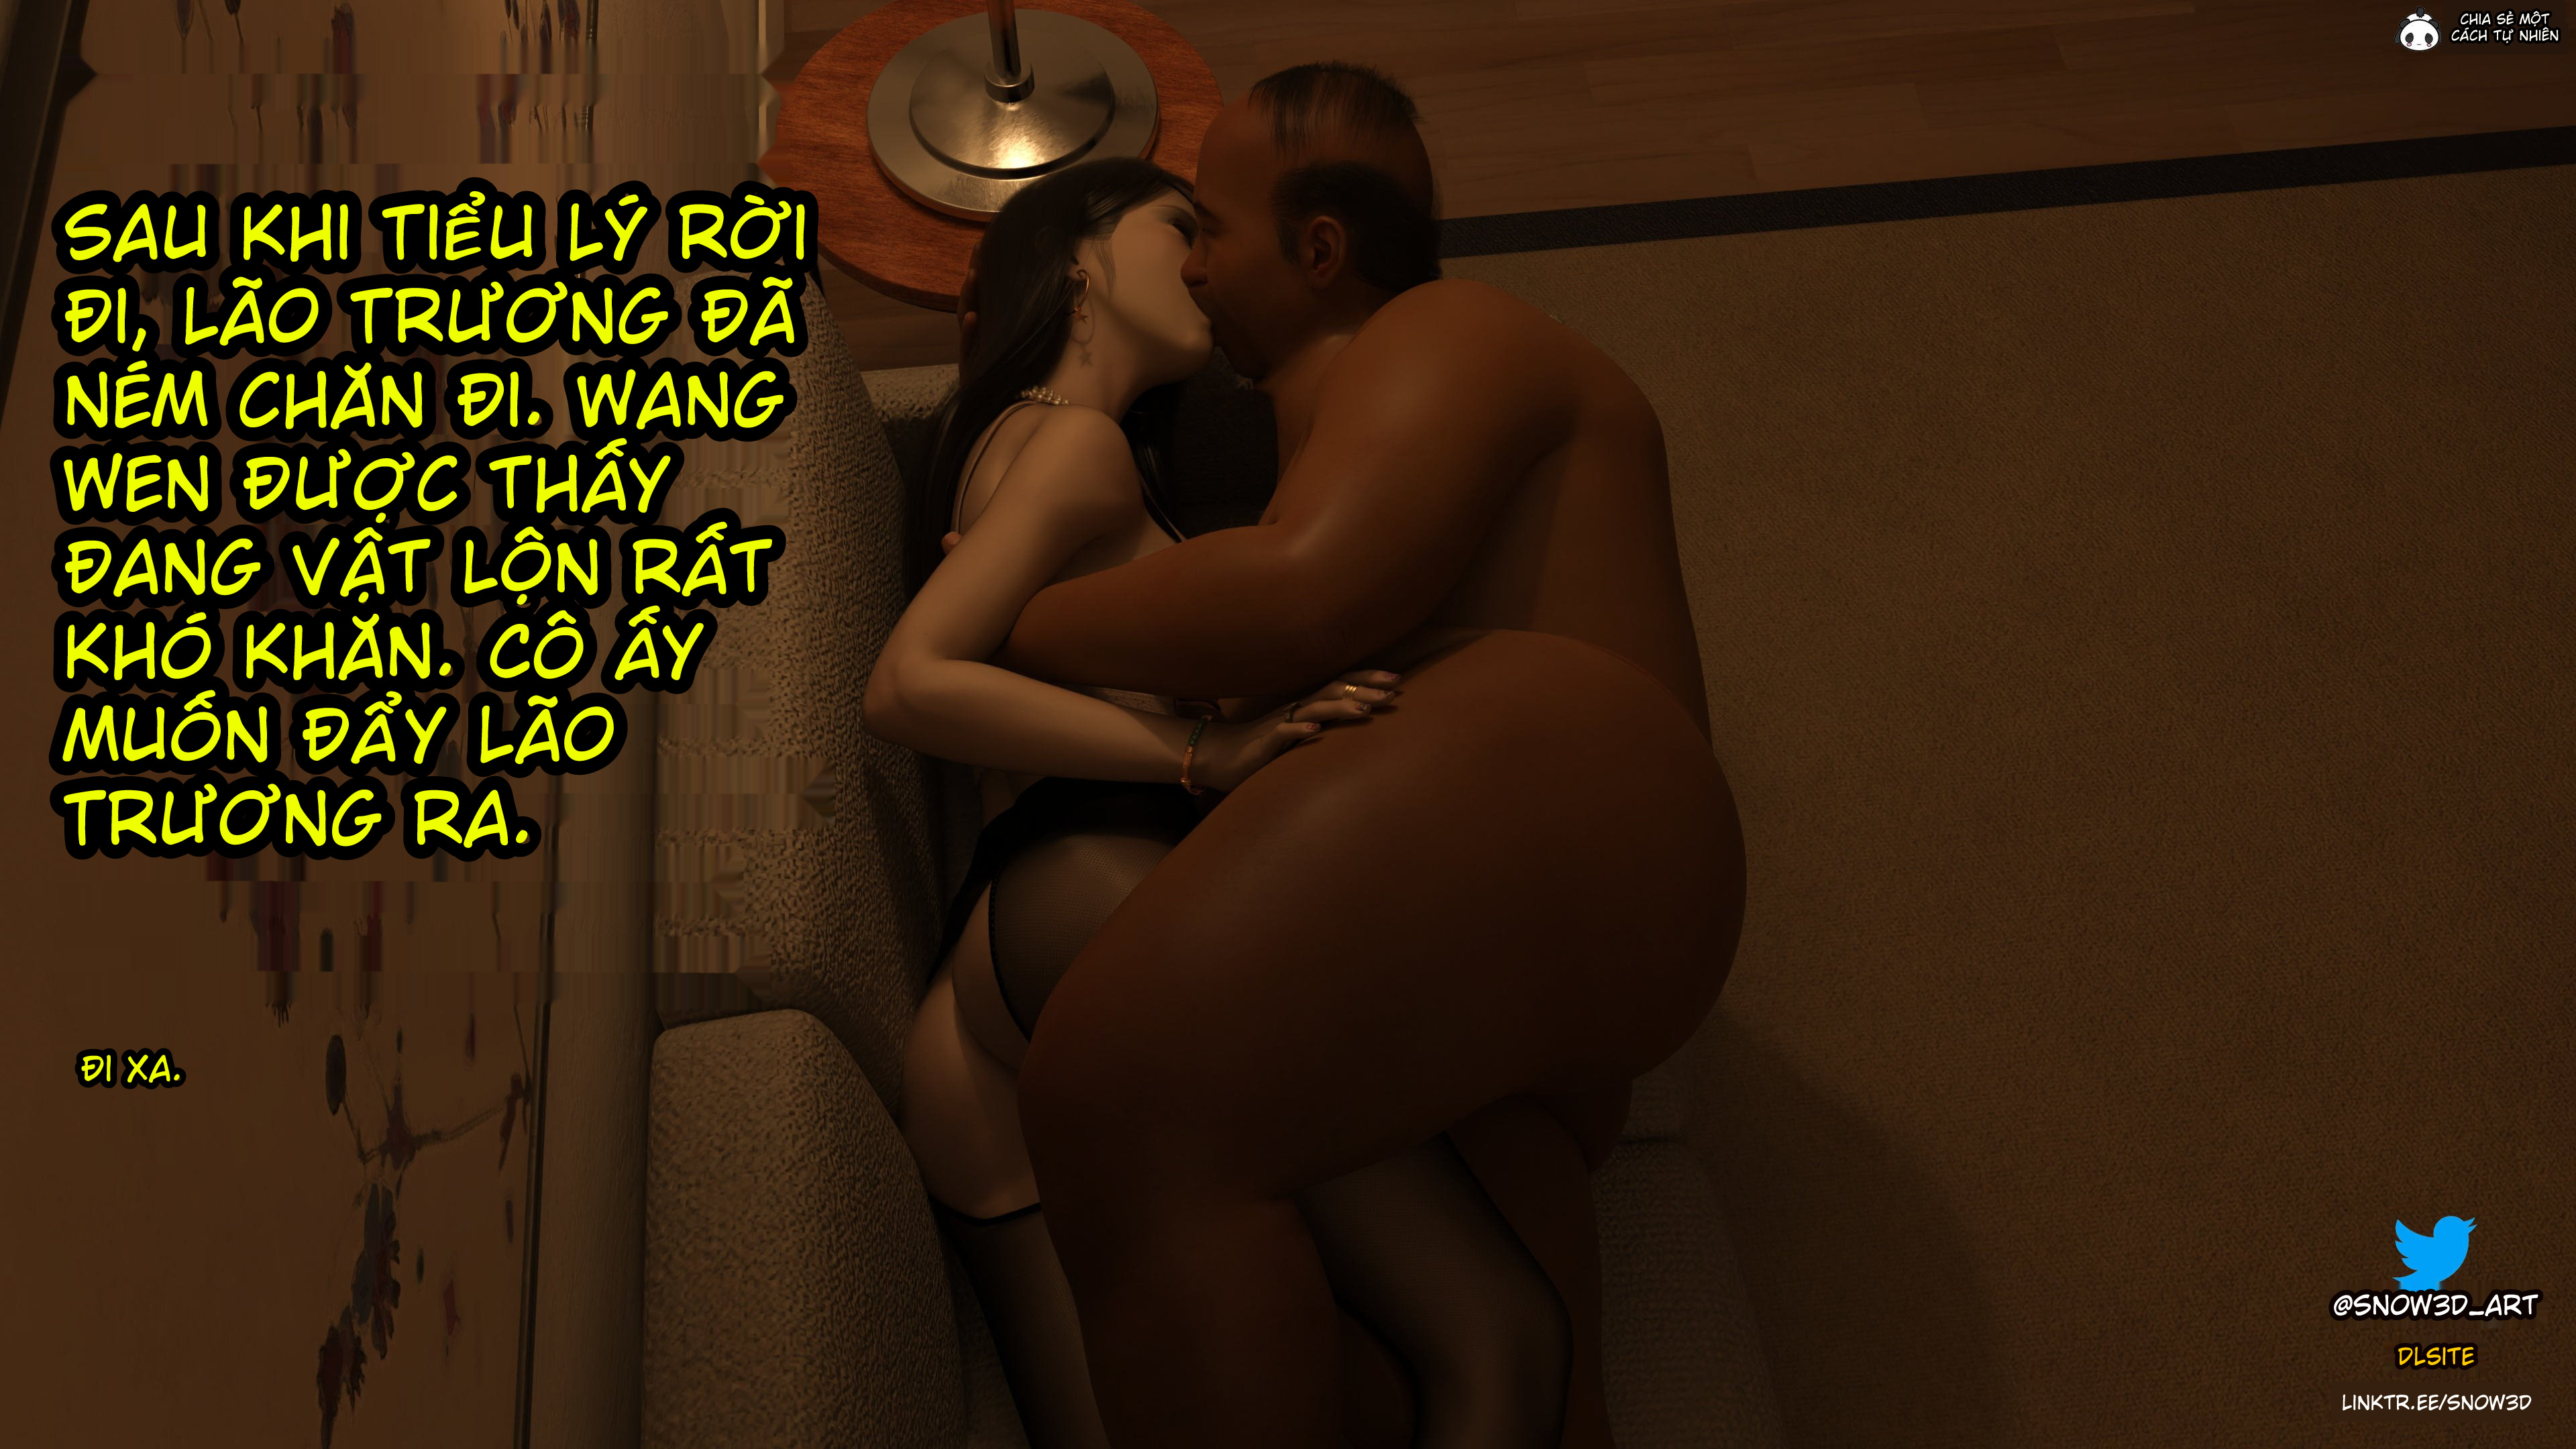 CHIA SẺ MỘT
CÁCH TỰ NHIÊN
SAU KHI TIỂU LÝ RỜI
ĐI, LÃO TRƯƠNG ĐÃ
NÉM CHĂN ĐI. WANG
WEN ĐƯỢC THẤY
ĐANG VẬT LỘN RẤT
KHÓ KHĂN. CÔ ẤY
MUỐN ĐẨY LÃO
TRƯƠNG RA.
ĐI XA.
@SNOW3D_ART
DLSITE
LINKTR.EE/SNOW3D